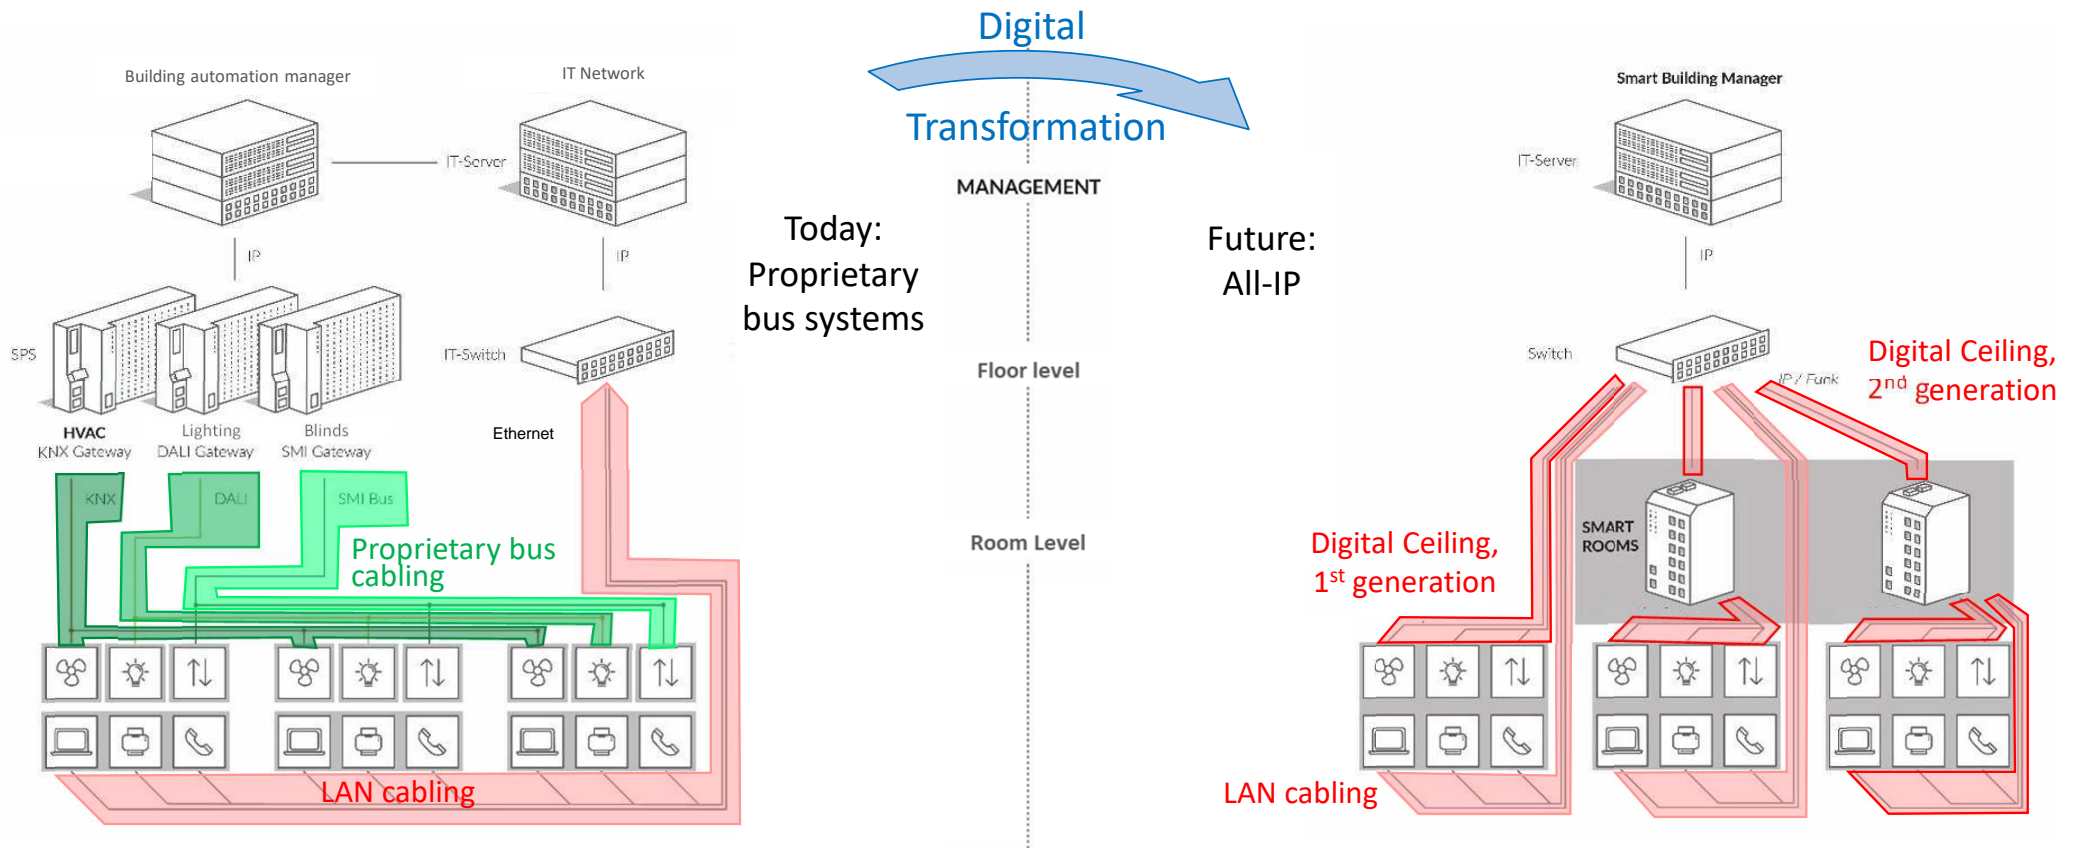 Digital
Transformation
Building automation manager
IT Network
IT-Server
IP
IP
SPS
IT-Switch
HVAC
KNX Gateway
Lighting
DALI Gateway
Blinds
SMI Gateway
Ethernet
KNX
DALI
SMI Bus
Proprietary bus
cabling
LAN cabling
Today:
Proprietary
bus systems
MANAGEMENT
Floor level
Room Level
Future:
All-IP
Smart Building Manager
IT-Server
IP
Switch
IP / Funk
Digital Ceiling,
2nd generation
SMART
ROOMS
Digital Ceiling,
1st generation
LAN cabling